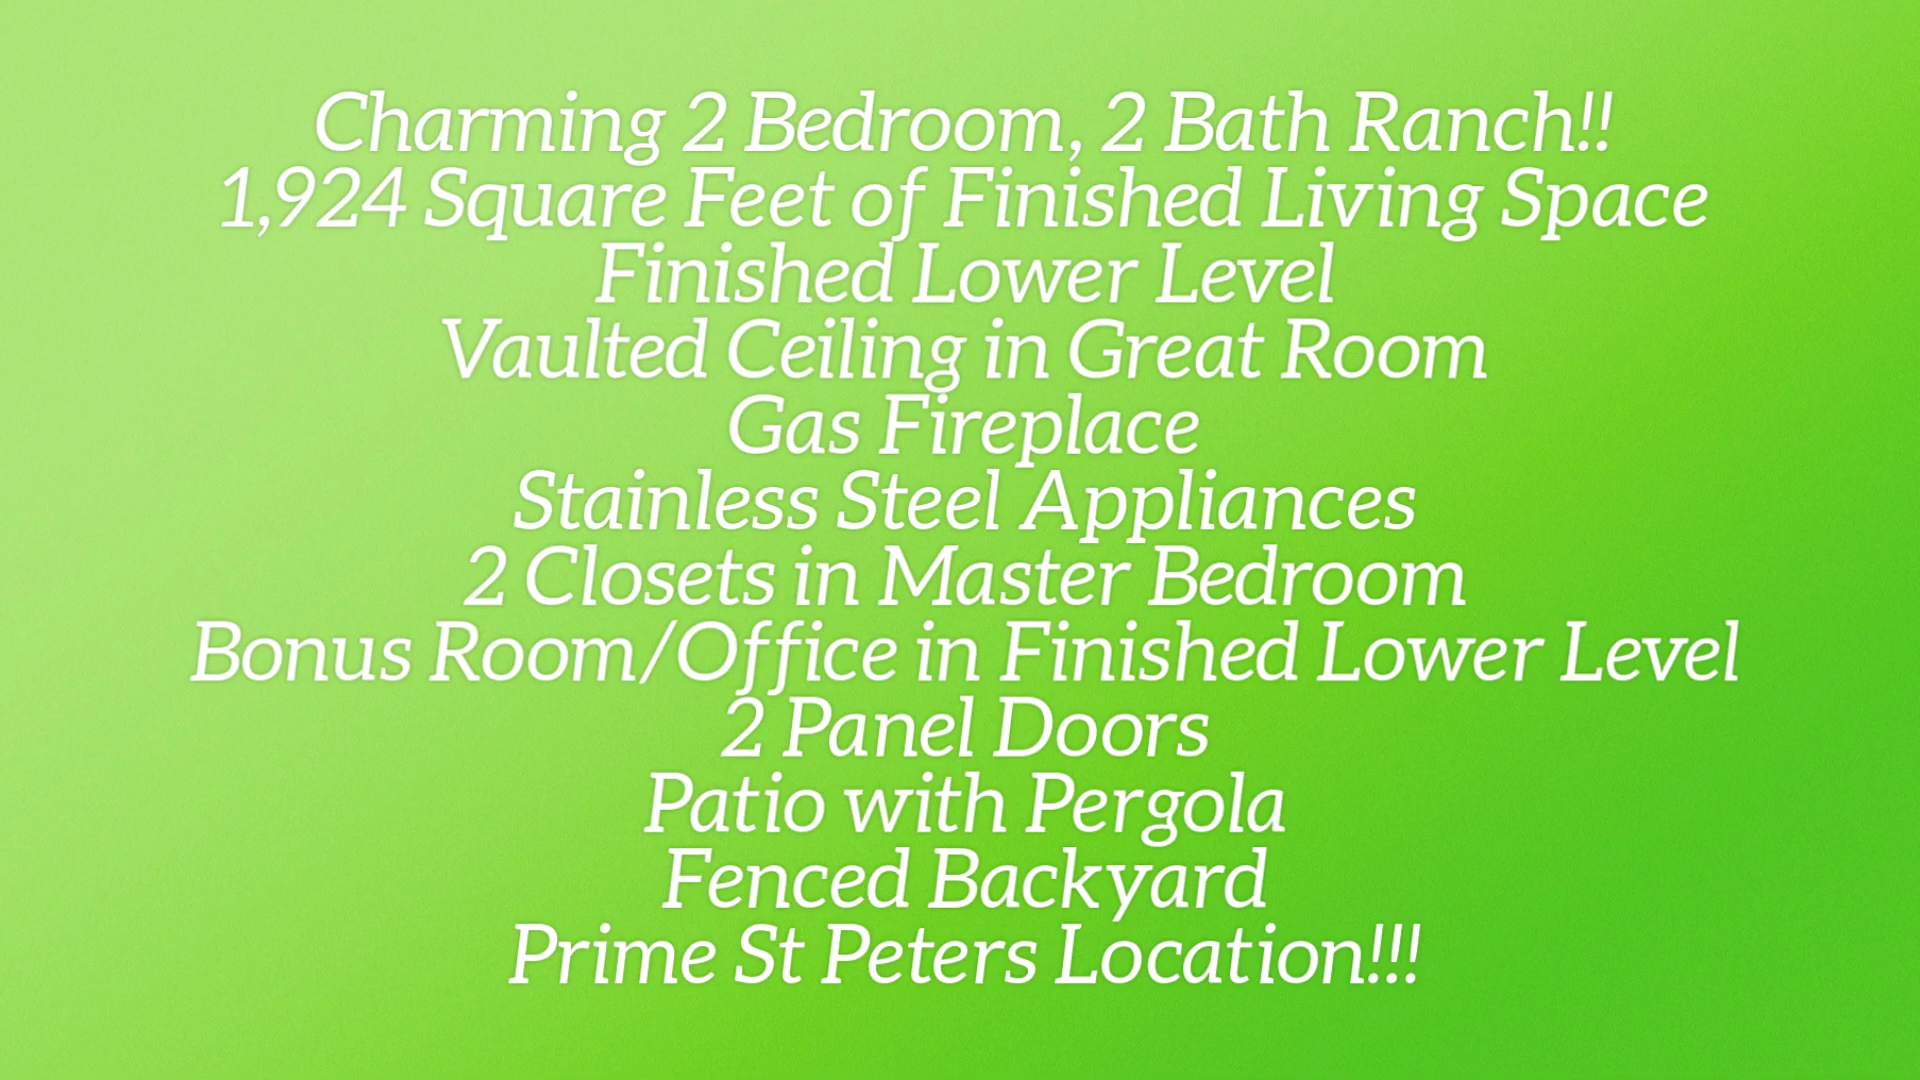 Charming 2 Bedroom, 2 Bath Ranch!!
1,924 Square Feet of Finished Living Space
Finished Lower Level
Vaulted Ceiling in Great Room
Gas Fireplace
Stainless Steel Appliances
2 Closets in Master Bedroom
Bonus Room/Office in Finished Lower Level
2 Panel Doors
Patio with Pergola
Fenced Backyard
Prime St Peters Location!!!